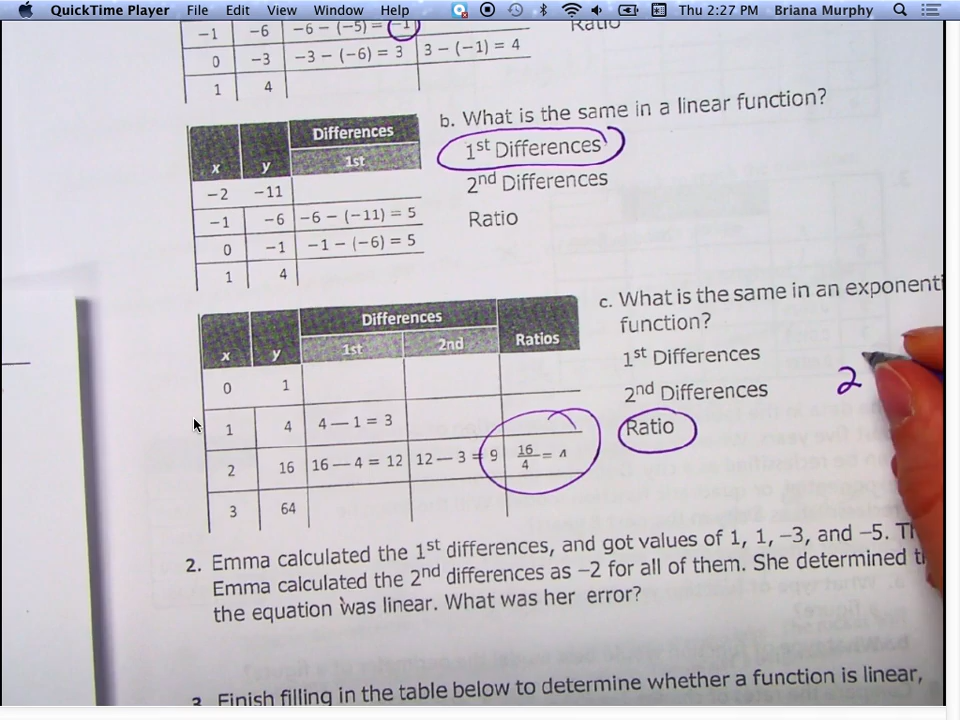 QuickTime Player File Edit View Window Help Thu 2:27 PM Briana Murphy
-1 -6 -6 - (-5) = -1 Ratio
0 -3 -3 - (-6) = 3 3 - (-1) = 4
1 4
b. What is the same in a linear function?
1st Differences
2nd Differences
Ratio
Differences
x y 1st
-2 -11
-1 -6 -6 - (-11) = 5
0 -1 -1 - (-6) = 5
1 4
c. What is the same in an exponenti
function?
1st Differences
2nd Differences
Ratio
2
Differences
x y 1st 2nd Ratios
0 1
1 4 4 - 1 = 3
2 16 16 - 4 = 12 12 - 3 = 9 16/4 = 4
3 64
2. Emma calculated the 1st differences, and got values of 1, 1, -3, and -5. Th
Emma calculated the 2nd differences as -2 for all of them. She determined t
the equation was linear. What was her error?
3. Finish filling in the table below to determine whether a function is linear,